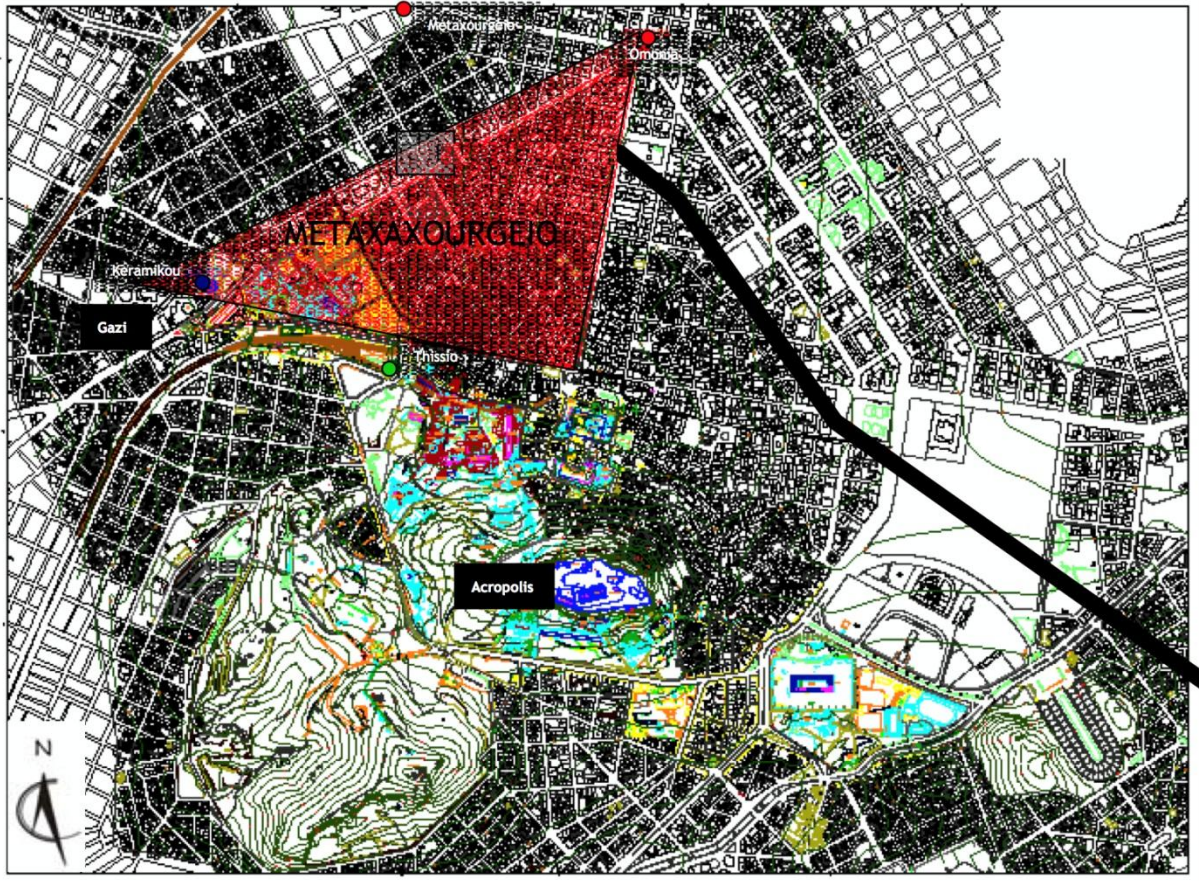 Metaxourgeio
Omonia
METAXAXOURGEIO
Keramikou
Gazi
Thissio
Acropolis
N